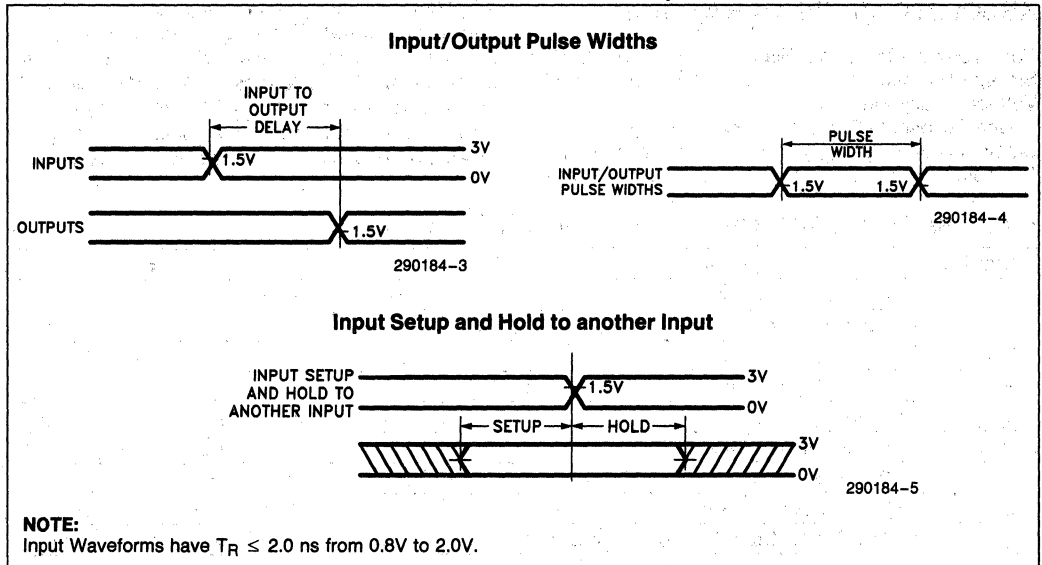 Input/Output Pulse Widths
INPUT TO
OUTPUT
DELAY
INPUTS
1.5V
3V
0V
OUTPUTS
1.5V
290184-3
PULSE
WIDTH
INPUT/OUTPUT
PULSE WIDTHS
1.5V
1.5V
290184-4
Input Setup and Hold to another Input
INPUT SETUP
AND HOLD TO
ANOTHER INPUT
1.5V
3V
0V
SETUP
HOLD
3V
0V
290184-5
NOTE:
Input Waveforms have TR ≤ 2.0 ns from 0.8V to 2.0V.